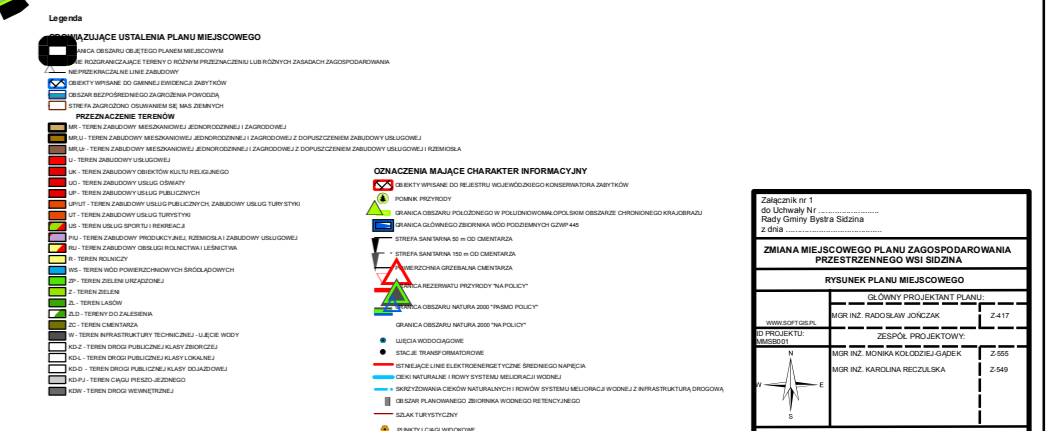 Legenda
OBOWIĄZUJĄCE USTALENIA PLANU MIEJSCOWEGO
GRANICA OBSZARU OBJĘTEGO PLANEM MIEJSCOWYM
LINIE ROZGRANICZAJĄCE TERENY O RÓŻNYM PRZEZNACZENIU LUB RÓŻNYCH ZASADACH ZAGOSPODAROWANIA
NIEPRZEKRACZALNE LINIE ZABUDOWY
OBIEKTY WPISANE DO GMINNEJ EWIDENCJI ZABYTKÓW
OBSZAR BEZPOŚREDNIEGO ZAGROŻENIA POWODZIĄ
STREFA ZAGROŻONO OSUWANIEM SIĘ MAS ZIEMNYCH
PRZEZNACZENIE TERENÓW
MR - TEREN ZABUDOWY MIESZKANIOWEJ JEDNORODZINNEJ I ZAGRODOWEJ
MR,U - TEREN ZABUDOWY MIESZKANIOWEJ JEDNORODZINNEJ I ZAGRODOWEJ Z DOPUSZCZENIEM ZABUDOWY USŁUGOWEJ
MR,Ur - TEREN ZABUDOWY MIESZKANIOWEJ JEDNORODZINNEJ I ZAGRODOWEJ Z DOPUSZCZENIEM ZABUDOWY USŁUGOWEJ I RZEMIOSŁA
U - TEREN ZABUDOWY USŁUGOWEJ
UK - TEREN ZABUDOWY OBIEKTÓW KULTU RELIGIJNEGO
UO - TEREN ZABUDOWY USŁUG OŚWIATY
UP - TEREN ZABUDOWY USŁUG PUBLICZNYCH
UP/UT - TEREN ZABUDOWY USŁUG PUBLICZNYCH, ZABUDOWY USŁUG TURYSTYKI
UT - TEREN ZABUDOWY USŁUG TURYSTYKI
US - TEREN USŁUG SPORTU I REKREACJI
P/U - TEREN ZABUDOWY PRODUKCYJNEJ, RZEMIOSŁA I ZABUDOWY USŁUGOWEJ
RU - TEREN ZABUDOWY OBSŁUGI ROLNICTWA I LEŚNICTWA
R - TEREN ROLNICZY
WS - TEREN WÓD POWIERZCHNIOWYCH ŚRÓDLĄDOWYCH
ZP - TEREN ZIELENI URZĄDZONEJ
Z - TEREN ZIELENI
ZL - TEREN LASÓW
ZLD - TERENY DO ZALESIENIA
ZC - TEREN CMENTARZA
W - TEREN INFRASTRUKTURY TECHNICZNEJ - UJĘCIE WODY
KD-Z - TEREN DROGI PUBLICZNEJ KLASY ZBIORCZEJ
KD-L - TEREN DROGI PUBLICZNEJ KLASY LOKALNEJ
KD-D - TEREN DROGI PUBLICZNEJ KLASY DOJAZDOWEJ
KD-PJ - TEREN CIĄGU PIESZO-JEZDNEGO
KDW - TEREN DROGI WEWNĘTRZNEJ
OZNACZENIA MAJĄCE CHARAKTER INFORMACYJNY
OBIEKTY WPISANE DO REJESTRU WOJEWÓDZKIEGO KONSERWATORA ZABYTKÓW
POMNIK PRZYRODY
GRANICA OBSZARU POŁOŻONEGO W POŁUDNIOWOMAŁOPOLSKIM OBSZARZE CHRONIONEGO KRAJOBRAZU
GRANICA GŁÓWNEGO ZBIORNIKA WÓD PODZIEMNYCH GZWP 445
STREFA SANITARNA 50 m OD CMENTARZA
STREFA SANITARNA 150 m OD CMENTARZA
POWIERZCHNIA GRZEBALNA CMENTARZA
GRANICA REZERWATU PRZYRODY "NA POLICY"
GRANICA OBSZARU NATURA 2000 "PASMO POLICY"
GRANICA OBSZARU NATURA 2000 "NA POLICY"
UJĘCIA WODOCIĄGOWE
STACJE TRANSFORMATOROWE
ISTNIEJĄCE LINIE ELEKTROENERGETYCZNE ŚREDNIEGO NAPIĘCIA
CIEKI NATURALNE I ROWY SYSTEMU MELIORACJI WODNEJ
SKRZYŻOWANIA CIEKÓW NATURALNYCH I ROWÓW SYSTEMU MELIORACJI WODNEJ Z INFRASTRUKTURĄ DROGOWĄ
OBSZAR PLANOWANEGO ZBIORNIKA WODNEGO RETENCYJNEGO
SZLAK TURYSTYCZNY
PUNKTY I CIĄGI WIDOKOWE
Załącznik nr 1
do Uchwały Nr ............................
Rady Gminy Bystra Sidzina
z dnia ............................
ZMIANA MIEJSCOWEGO PLANU ZAGOSPODAROWANIA
PRZESTRZENNEGO WSI SIDZINA
RYSUNEK PLANU MIEJSCOWEGO
GŁÓWNY PROJEKTANT PLANU:
MGR INŻ. RADOSŁAW JOŃCZAK Z-417
WWW.SOFTGIS.PL
ID PROJEKTU:
MMSB001
ZESPÓŁ PROJEKTOWY:
MGR INŻ. MONIKA KOŁODZIEJ-GĄDEK Z-555
MGR INŻ. KAROLINA RECZULSKA Z-549
N
W E
S